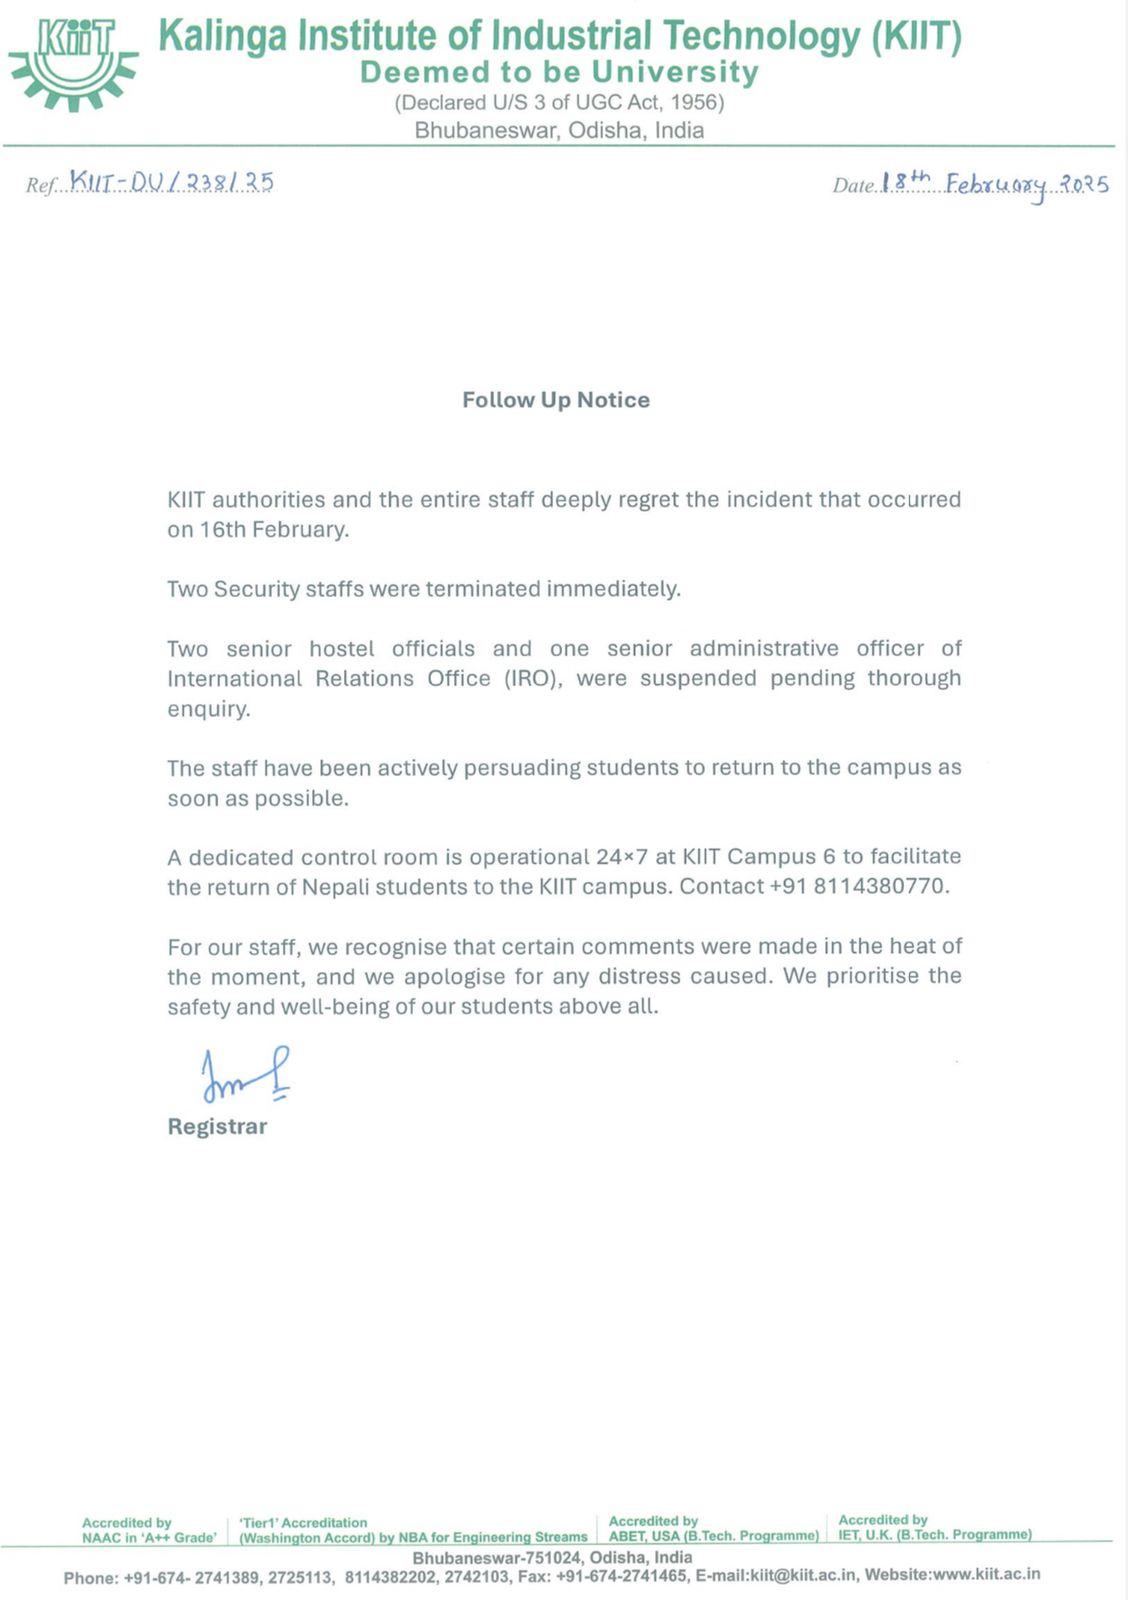 KiiT
Kalinga Institute of Industrial Technology (KIIT)
Deemed to be University
(Declared U/S 3 of UGC Act, 1956)
Bhubaneswar, Odisha, India
Ref. KIIT-DU/238/25
Date. 18th February 2025
Follow Up Notice
KIIT authorities and the entire staff deeply regret the incident that occurred
on 16th February.
Two Security staffs were terminated immediately.
Two senior hostel officials and one senior administrative officer of
International Relations Office (IRO), were suspended pending thorough
enquiry.
The staff have been actively persuading students to return to the campus as
soon as possible.
A dedicated control room is operational 24×7 at KIIT Campus 6 to facilitate
the return of Nepali students to the KIIT campus. Contact +91 8114380770.
For our staff, we recognise that certain comments were made in the heat of
the moment, and we apologise for any distress caused. We prioritise the
safety and well-being of our students above all.
Registrar
Accredited by
NAAC in 'A++ Grade'
'Tier1' Accreditation
(Washington Accord) by NBA for Engineering Streams
Accredited by
ABET, USA (B.Tech. Programme)
Accredited by
IET, U.K. (B.Tech. Programme)
Bhubaneswar-751024, Odisha, India
Phone: +91-674- 2741389, 2725113, 8114382202, 2742103, Fax: +91-674-2741465, E-mail:kiit@kiit.ac.in, Website:www.kiit.ac.in